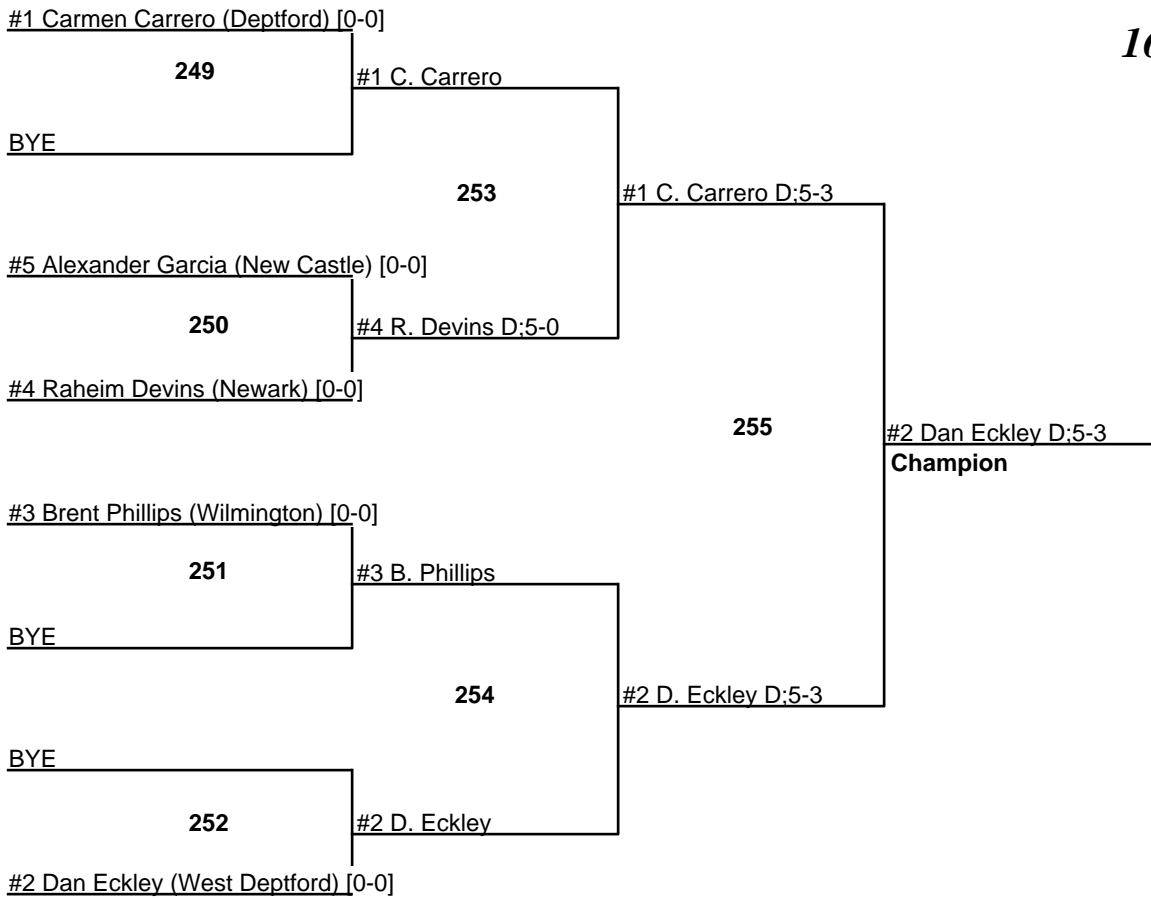 #1 Carmen Carrero (Deptford) [0-0]
249
#1 C. Carrero
BYE
253
#1 C. Carrero D;5-3
#5 Alexander Garcia (New Castle) [0-0]
250
#4 R. Devins D;5-0
#4 Raheim Devins (Newark) [0-0]
255
#2 Dan Eckley D;5-3
Champion
#3 Brent Phillips (Wilmington) [0-0]
251
#3 B. Phillips
BYE
254
#2 D. Eckley D;5-3
BYE
252
#2 D. Eckley
#2 Dan Eckley (West Deptford) [0-0]